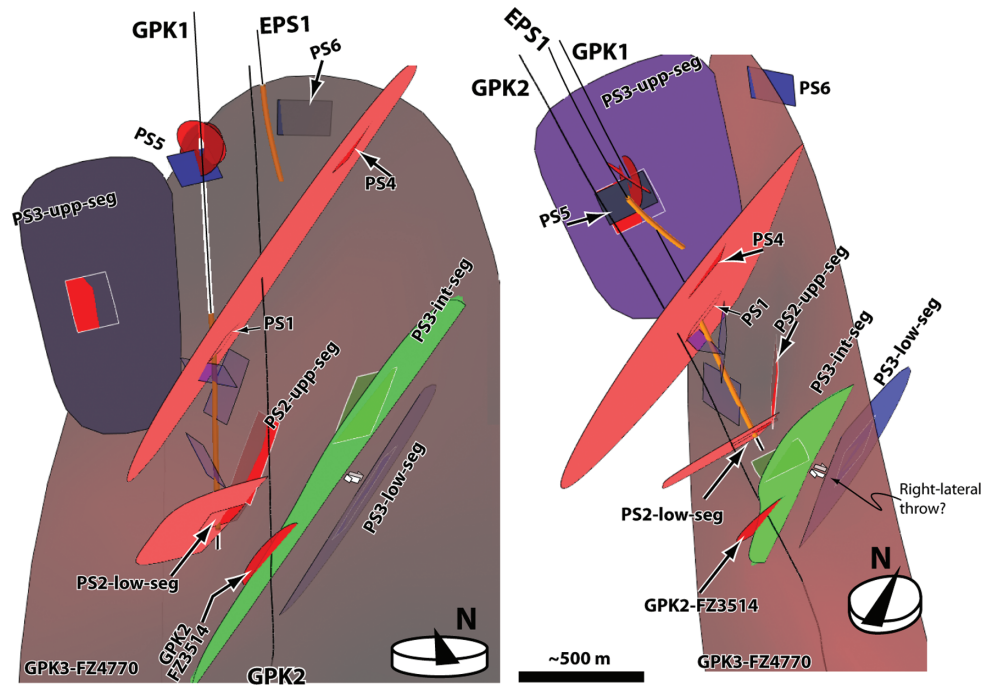 GPK1
EPS1
PS6
PS5
PS4
PS3-upp-seg
PS1
PS3-int-seg
PS2-upp-seg
PS3-low-seg
PS2-low-seg
GPK2
FZ3514
GPK3-FZ4770
GPK2
N
EPS1
GPK1
GPK2
PS3-upp-seg
PS6
PS5
PS4
PS1
PS2-upp-seg
PS3-int-seg
PS3-low-seg
PS2-low-seg
Right-lateral
throw?
GPK2-FZ3514
N
GPK3-FZ4770
~500 m